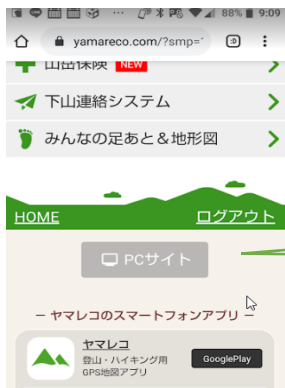 88% 9:09
yamareco.com/?smp=
山岳保険 NEW
下山連絡システム
みんなの足あと&地形図
HOME ログアウト
PCサイト
ー ヤマレコのスマートフォンアプリ ー
ヤマレコ
登山・ハイキング用
GPS地図アプリ
GooglePlay